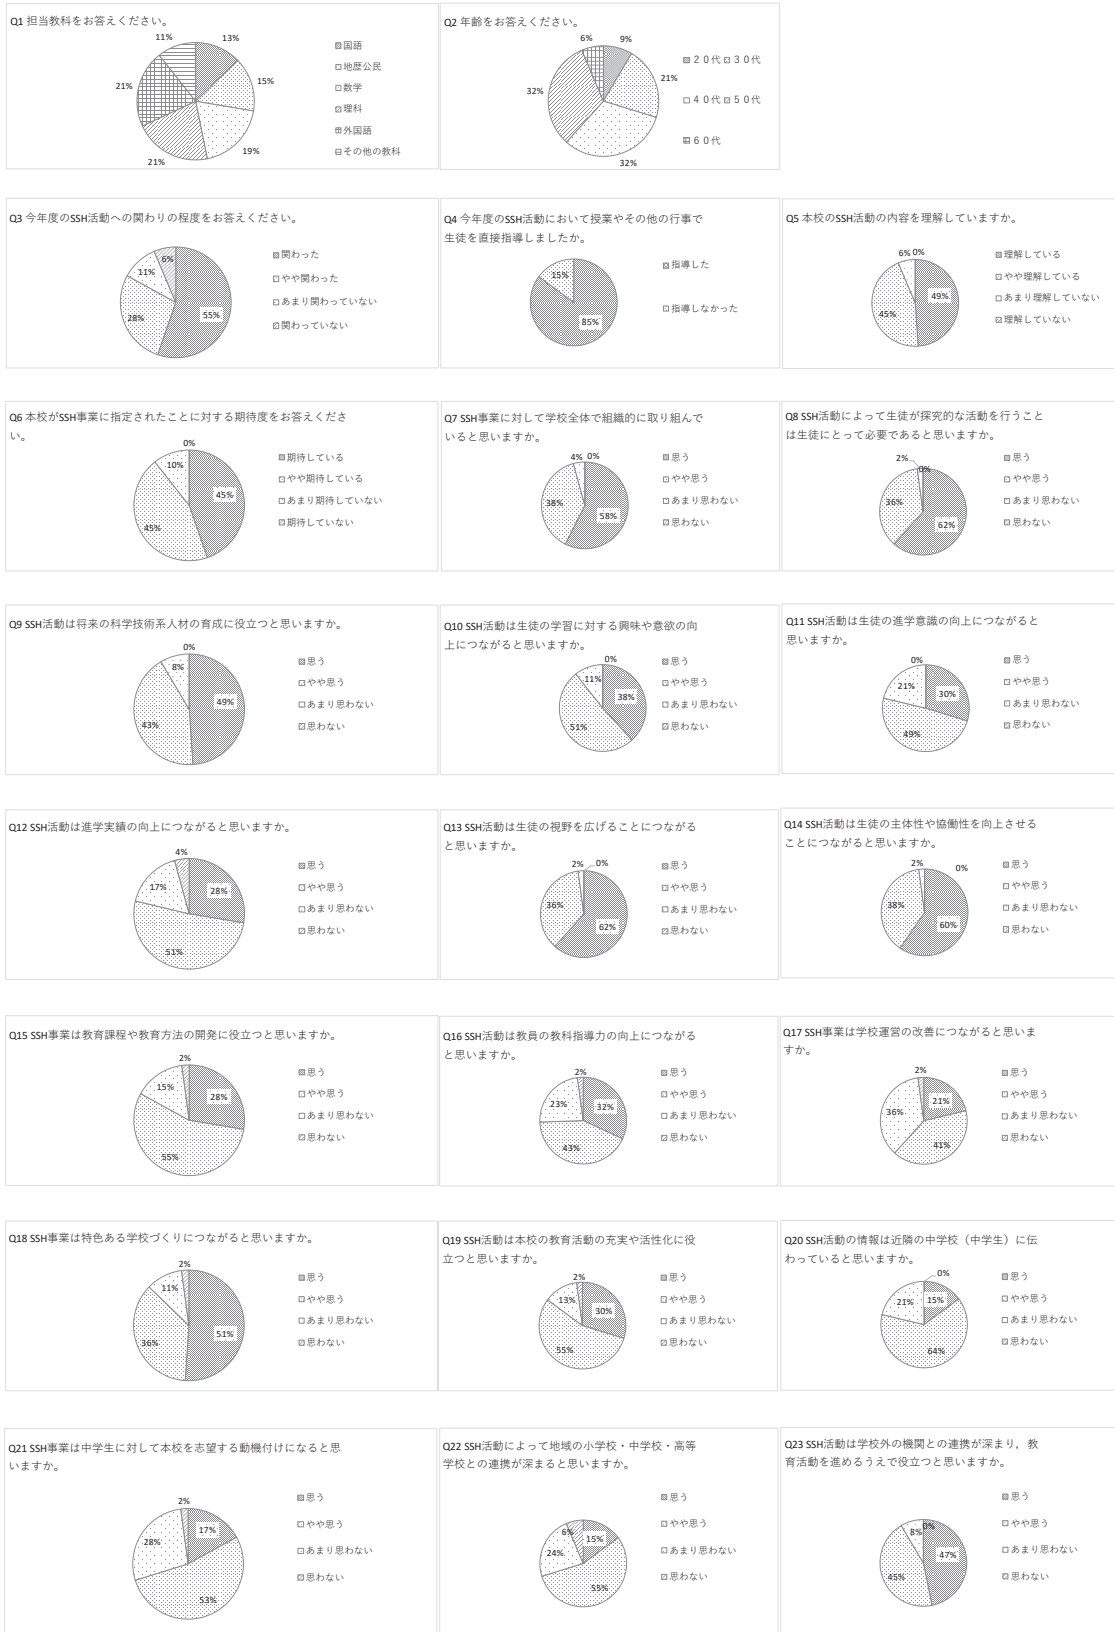 Q1 担当教科をお答えください。
11%
13%
15%
19%
21%
21%
国語
地歴公民
数学
理科
外国語
その他の教科
Q2 年齢をお答えください。
6%
9%
21%
32%
32%
２０代 ３０代
４０代 ５０代
６０代
Q3 今年度のSSH活動への関わりの程度をお答えください。
6%
11%
28%
55%
関わった
やや関わった
あまり関わっていない
関わっていない
Q4 今年度のSSH活動において授業やその他の行事で
生徒を直接指導しましたか。
15%
85%
指導した
指導しなかった
Q5 本校のSSH活動の内容を理解していますか。
6% 0%
49%
45%
理解している
やや理解している
あまり理解していない
理解していない
Q6 本校がSSH事業に指定されたことに対する期待度をお答えくださ
い。
0%
10%
45%
45%
期待している
やや期待している
あまり期待していない
期待していない
Q7 SSH事業に対して学校全体で組織的に取り組んで
いると思いますか。
4% 0%
38%
58%
思う
やや思う
あまり思わない
思わない
Q8 SSH活動によって生徒が探究的な活動を行うこと
は生徒にとって必要であると思いますか。
2%
0%
36%
62%
思う
やや思う
あまり思わない
思わない
Q9 SSH活動は将来の科学技術系人材の育成に役立つと思いますか。
0%
8%
49%
43%
思う
やや思う
あまり思わない
思わない
Q10 SSH活動は生徒の学習に対する興味や意欲の向
上につながると思いますか。
0%
11%
38%
51%
思う
やや思う
あまり思わない
思わない
Q11 SSH活動は生徒の進学意識の向上につながると
思いますか。
0%
21%
30%
49%
思う
やや思う
あまり思わない
思わない
Q12 SSH活動は進学実績の向上につながると思いますか。
4%
17%
28%
51%
思う
やや思う
あまり思わない
思わない
Q13 SSH活動は生徒の視野を広げることにつながる
と思いますか。
2% 0%
36%
62%
思う
やや思う
あまり思わない
思わない
Q14 SSH活動は生徒の主体性や協働性を向上させる
ことにつながると思いますか。
2% 0%
38%
60%
思う
やや思う
あまり思わない
思わない
Q15 SSH事業は教育課程や教育方法の開発に役立つと思いますか。
2%
15%
28%
55%
思う
やや思う
あまり思わない
思わない
Q16 SSH活動は教員の教科指導力の向上につながる
と思いますか。
2%
23%
32%
43%
思う
やや思う
あまり思わない
思わない
Q17 SSH事業は学校運営の改善につながると思いま
すか。
2%
21%
36%
41%
思う
やや思う
あまり思わない
思わない
Q18 SSH事業は特色ある学校づくりにつながると思いますか。
2%
11%
36%
51%
思う
やや思う
あまり思わない
思わない
Q19 SSH活動は本校の教育活動の充実や活性化に役
立つと思いますか。
2%
13%
30%
55%
思う
やや思う
あまり思わない
思わない
Q20 SSH活動の情報は近隣の中学校（中学生）に伝
わっていると思いますか。
0%
21% 15%
64%
思う
やや思う
あまり思わない
思わない
Q21 SSH事業は中学生に対して本校を志望する動機付けになると思
いますか。
2%
17%
28%
53%
思う
やや思う
あまり思わない
思わない
Q22 SSH活動によって地域の小学校・中学校・高等
学校との連携が深まると思いますか。
6%
15%
24%
55%
思う
やや思う
あまり思わない
思わない
Q23 SSH活動は学校外の機関との連携が深まり，教
育活動を進めるうえで役立つと思いますか。
0%
8%
47%
45%
思う
やや思う
あまり思わない
思わない